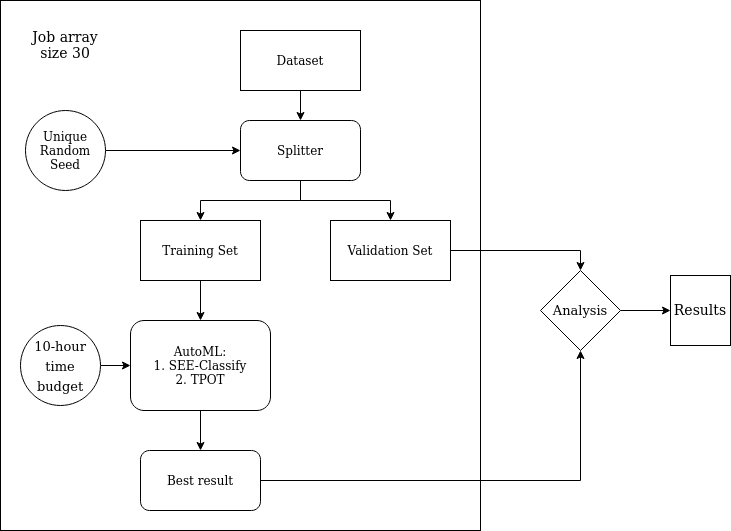 Job array
size 30
Dataset
Unique
Random
Seed
Splitter
Training Set
Validation Set
Analysis
Results
10-hour
time
budget
AutoML:
1. SEE-Classify
2. TPOT
Best result